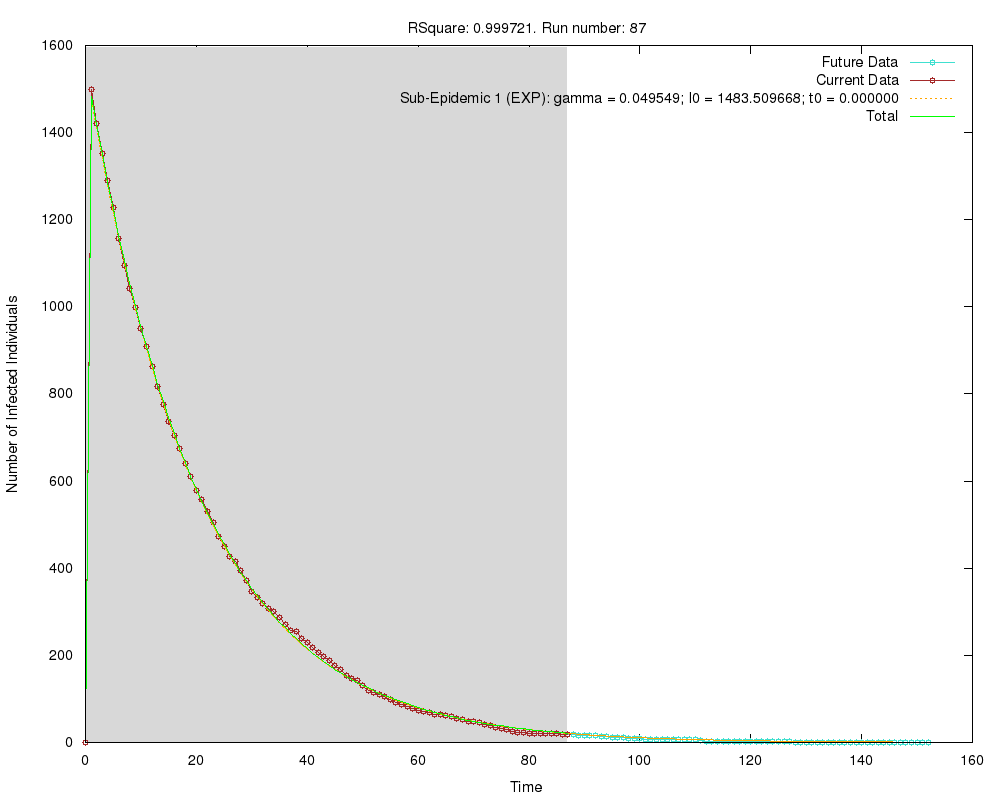 RSquare: 0.999721. Run number: 87
1600
1400
1200
1000
800
600
400
200
0
0
20
40
60
80
100
120
140
160
Number of Infected Individuals
Time
Future Data
Current Data
Sub-Epidemic 1 (EXP): gamma = 0.049549; I0 = 1483.509668; t0 = 0.000000
Total